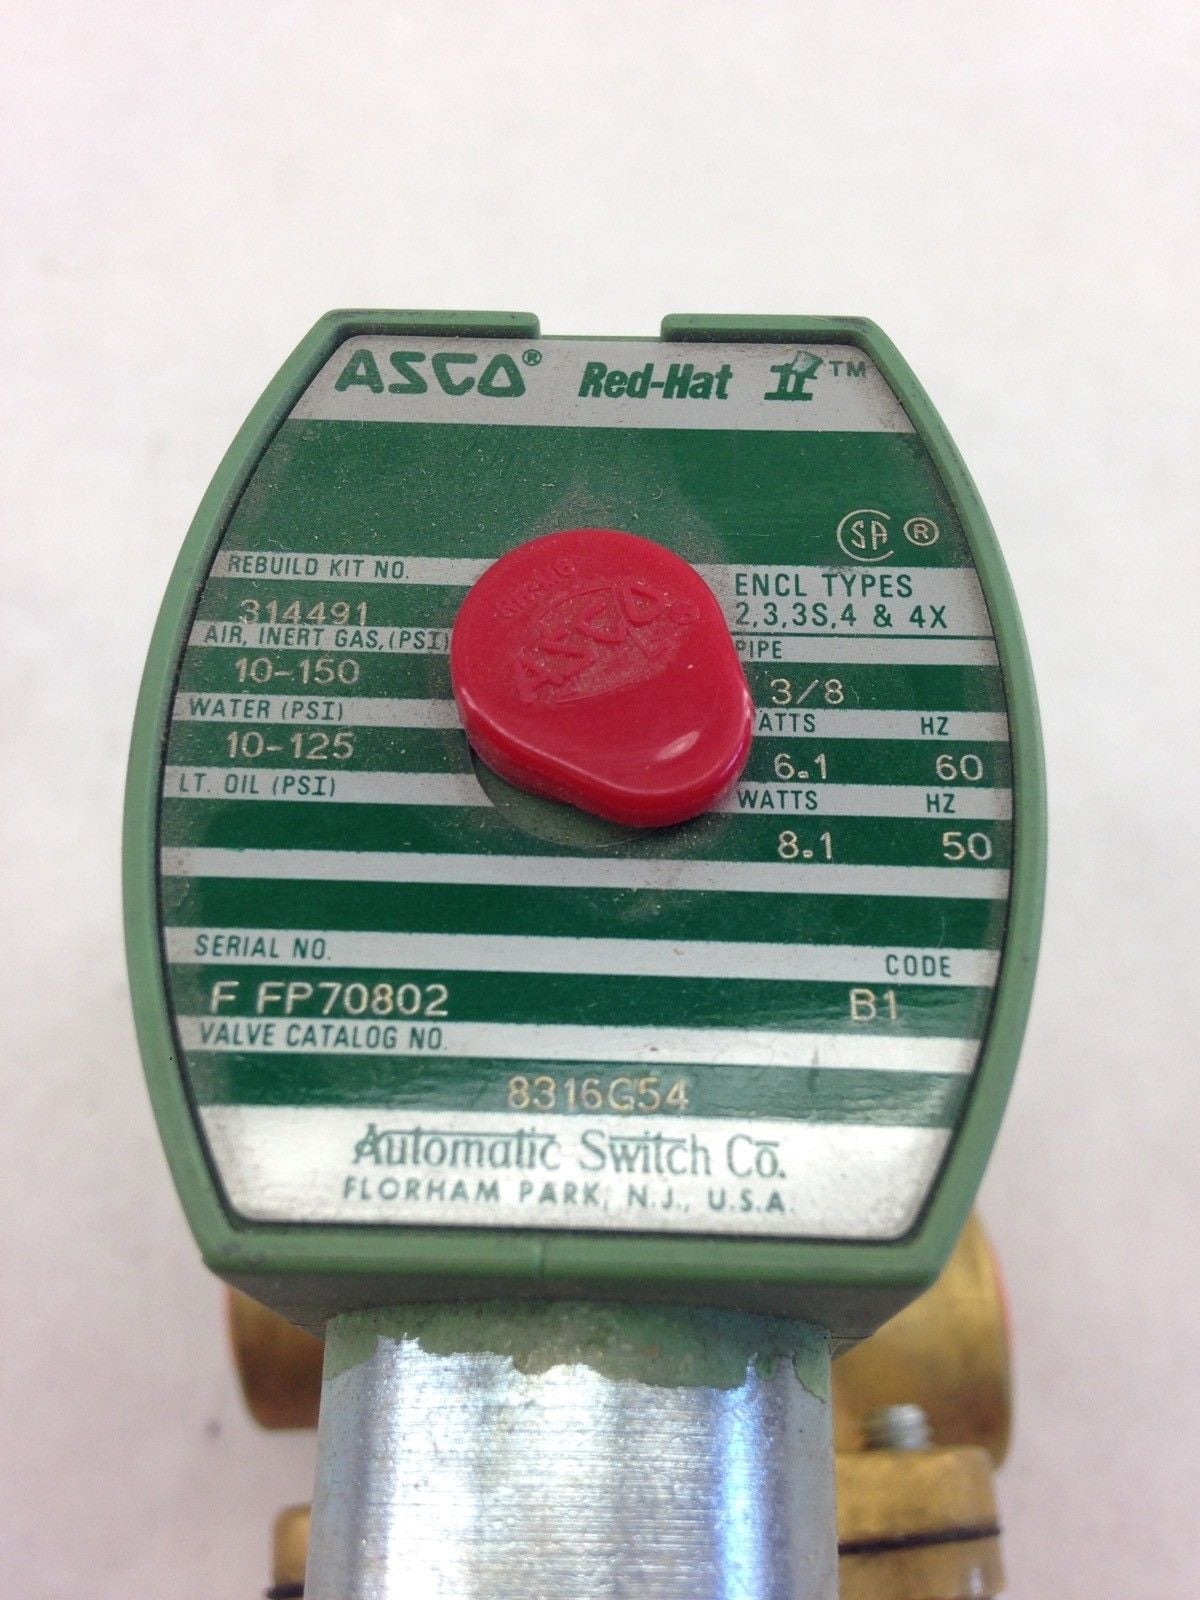 ASCO® Red-Hat II™
SA ®
REBUILD KIT NO.
314491
AIR, INERT GAS,(PSI)
10-150
WATER (PSI)
10-125
LT. OIL (PSI)
ASCO
ENCL TYPES
2,3,3S,4 & 4X
PIPE
3/8
WATTS HZ
6.1 60
WATTS HZ
8.1 50
SERIAL NO. CODE
F FP70802 B1
VALVE CATALOG NO.
8316G54
Automatic Switch Co.
FLORHAM PARK, N.J., U.S.A.